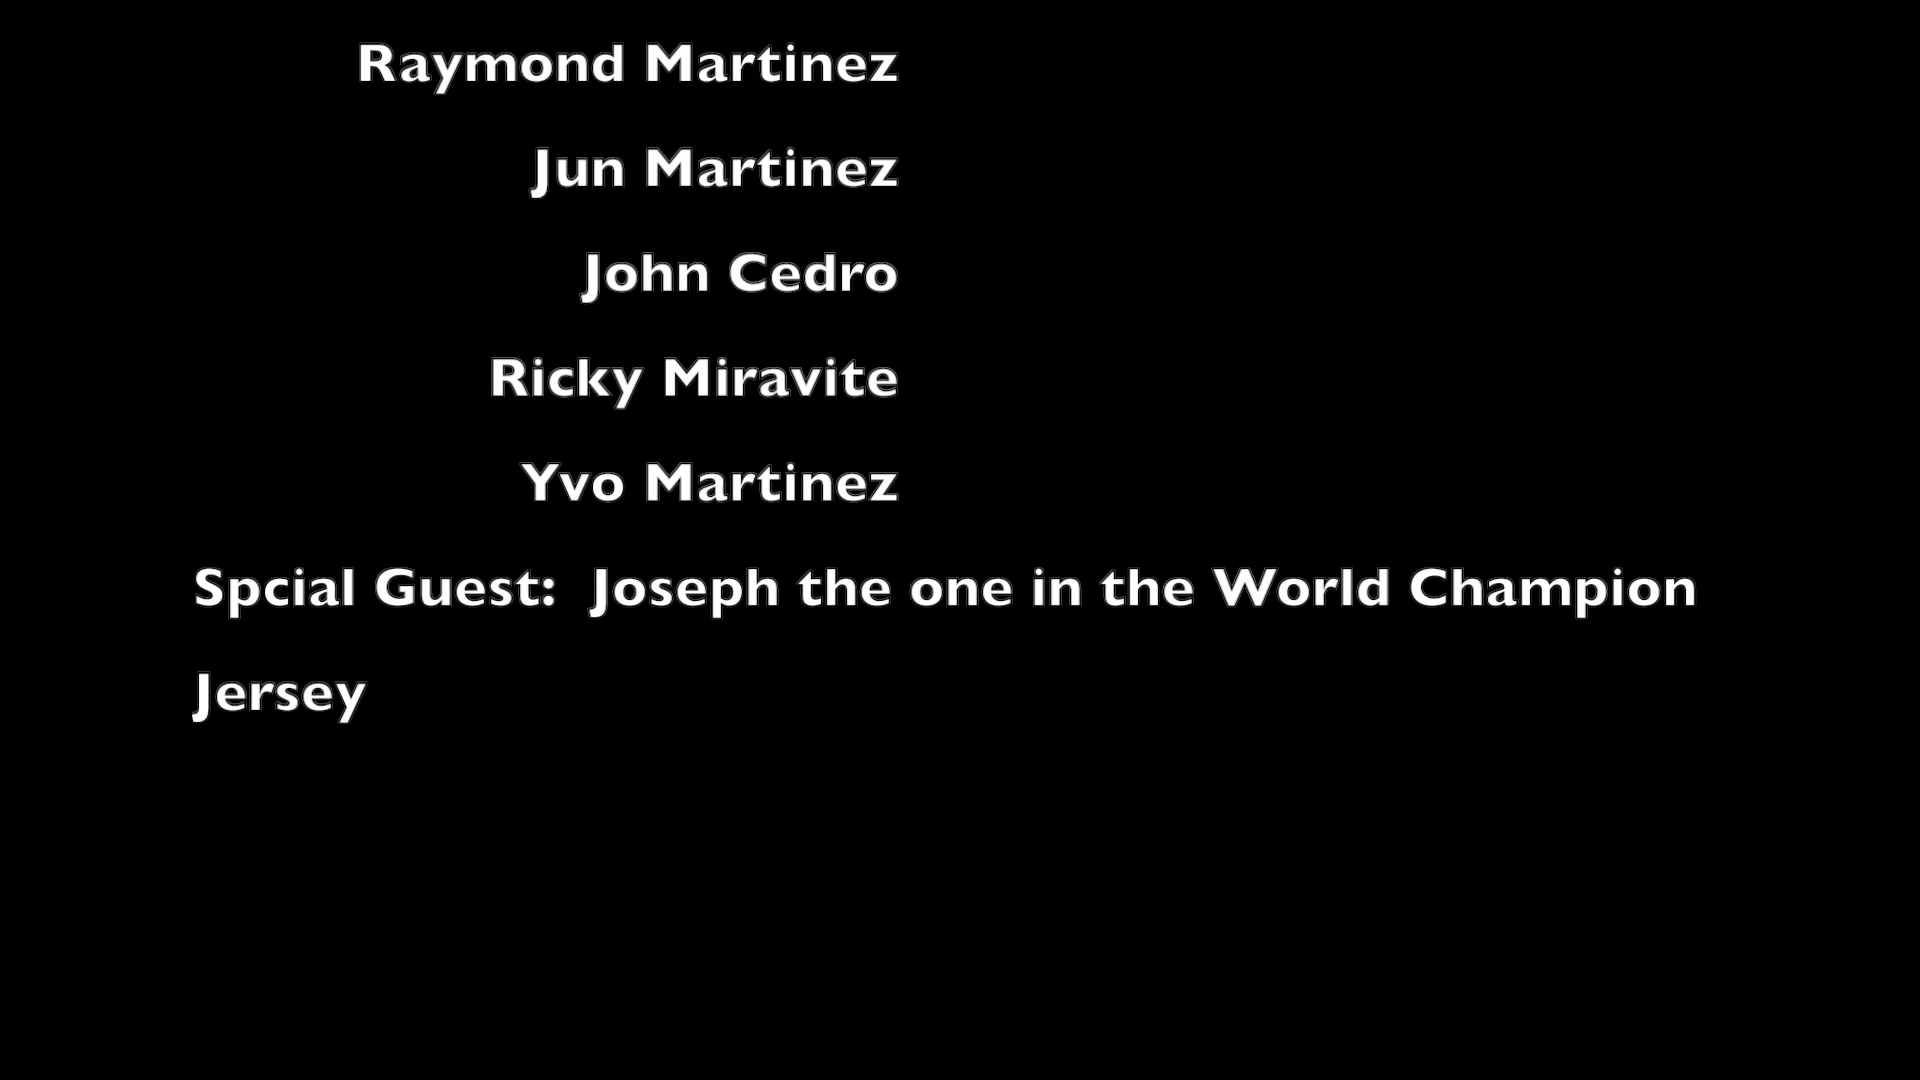 Raymond Martinez
Jun Martinez
John Cedro
Ricky Miravite
Yvo Martinez
Spcial Guest:  Joseph the one in the World Champion
Jersey